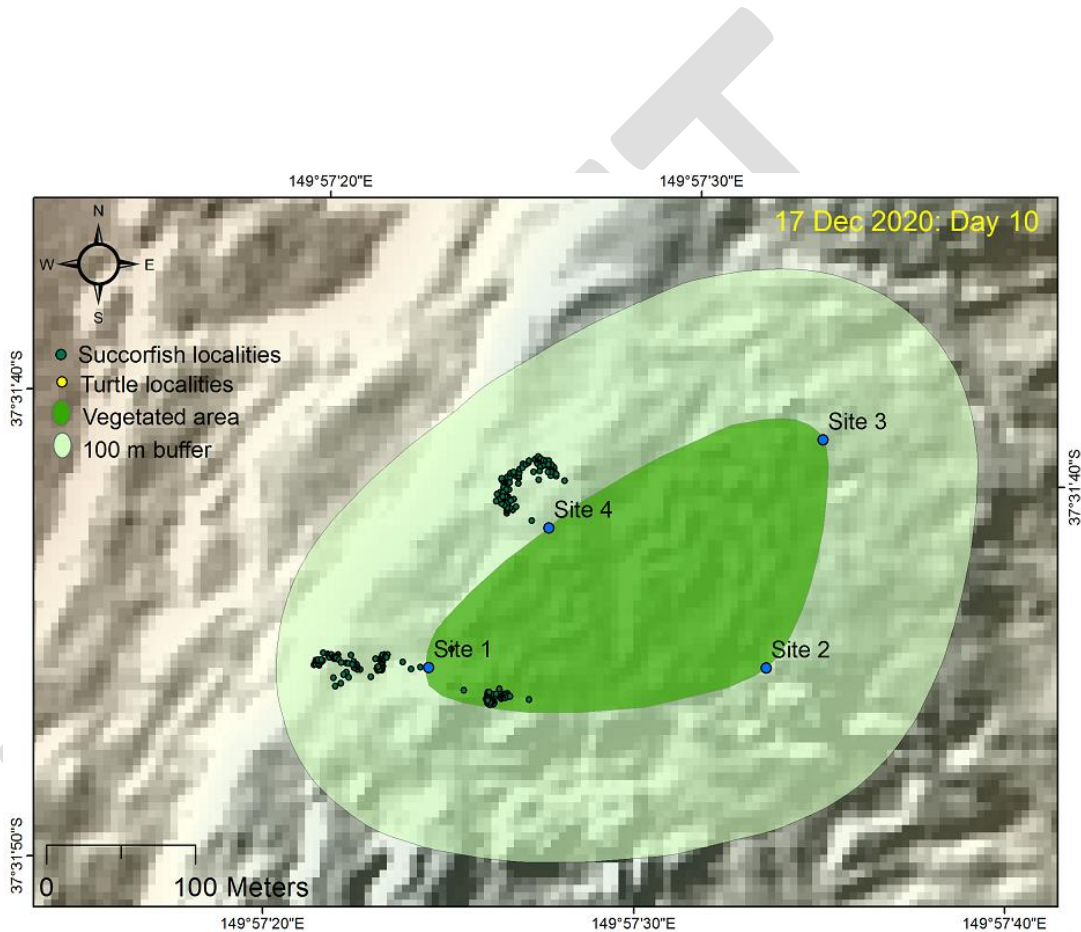 149°57'20"E 149°57'30"E
17 Dec 2020: Day 10
N
W E
S
Succorfish localities
Turtle localities
Vegetated area
100 m buffer
37°31'40"S
37°31'40"S
Site 3
Site 4
Site 1
Site 2
37°31'50"S
0 100 Meters
149°57'20"E 149°57'30"E 149°57'40"E